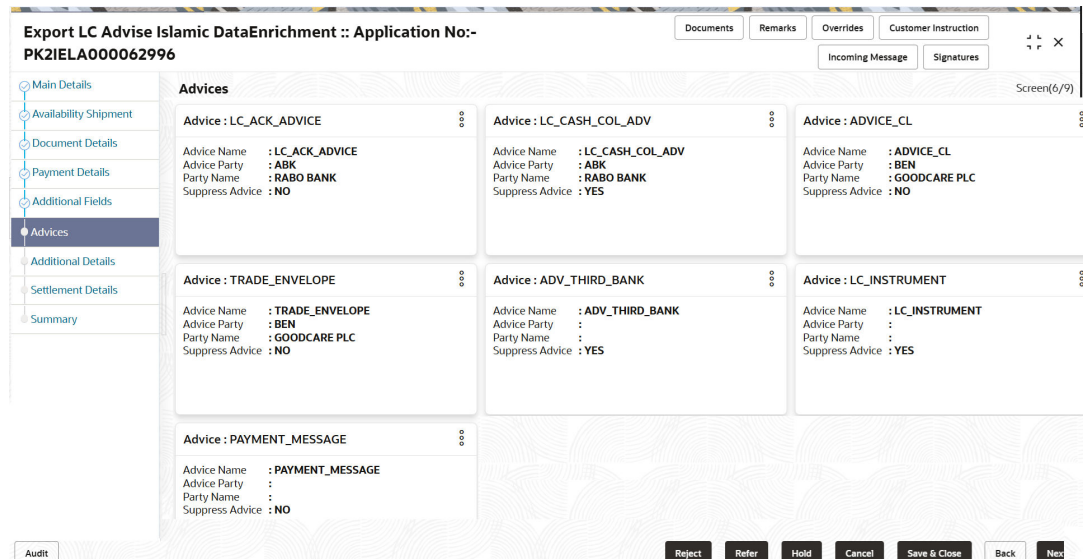 Export LC Advise Islamic DataEnrichment :: Application No:-
PK2IELA000062996
Documents
Remarks
Overrides
Customer Instruction
Incoming Message
Signatures
Main Details
Availability Shipment
Document Details
Payment Details
Additional Fields
Advices
Additional Details
Settlement Details
Summary
Advices
Screen(6/9)
Advice : LC_ACK_ADVICE
Advice Name : LC_ACK_ADVICE
Advice Party : ABK
Party Name : RABO BANK
Suppress Advice : NO
Advice : LC_CASH_COL_ADV
Advice Name : LC_CASH_COL_ADV
Advice Party : ABK
Party Name : RABO BANK
Suppress Advice : YES
Advice : ADVICE_CL
Advice Name : ADVICE_CL
Advice Party : BEN
Party Name : GOODCARE PLC
Suppress Advice : NO
Advice : TRADE_ENVELOPE
Advice Name : TRADE_ENVELOPE
Advice Party : BEN
Party Name : GOODCARE PLC
Suppress Advice : NO
Advice : ADV_THIRD_BANK
Advice Name : ADV_THIRD_BANK
Advice Party :
Party Name :
Suppress Advice : YES
Advice : LC_INSTRUMENT
Advice Name : LC_INSTRUMENT
Advice Party :
Party Name :
Suppress Advice : YES
Advice : PAYMENT_MESSAGE
Advice Name : PAYMENT_MESSAGE
Advice Party :
Party Name :
Suppress Advice : NO
Audit
Reject
Refer
Hold
Cancel
Save & Close
Back
Nex